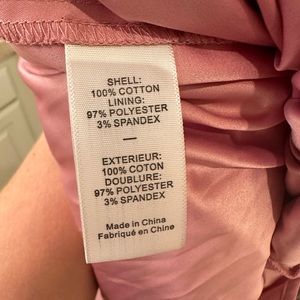 SHELL:
100% COTTON
LINING:
97% POLYESTER
3% SPANDEX
—
EXTERIEUR:
100% COTON
DOUBLURE:
97% POLYESTER
3% SPANDEX
Made in China
Fabriqué en Chine